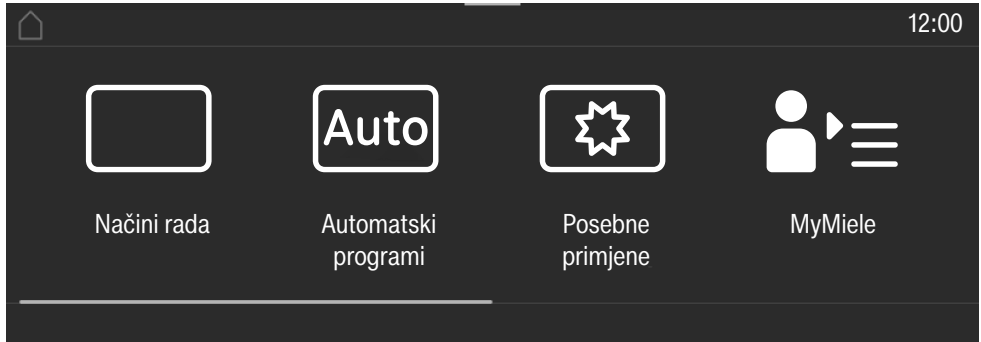 12:00
Auto
Načini rada
Automatski
programi
Posebne
primjene
MyMiele